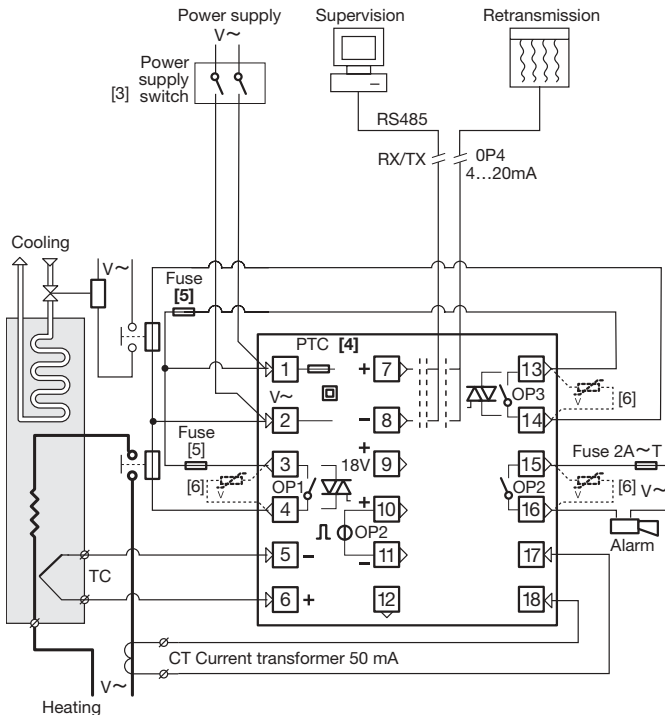 Power supply
V~
Supervision
Retransmission
Power
supply
switch
[3]
RS485
RX/TX
0P4
4...20mA
Cooling
V~
Fuse
[5]
PTC [4]
1
+ 7
13
OP3
[6]
V~
2
- 8
14
Fuse
[5]
3
+
18V 9
15
Fuse 2A~T
[6]
OP1
4
+
10
OP2
16
[6] V~
OP2
Alarm
5 -
- 11
17
TC
6 +
12
18
CT Current transformer 50 mA
V~
Heating